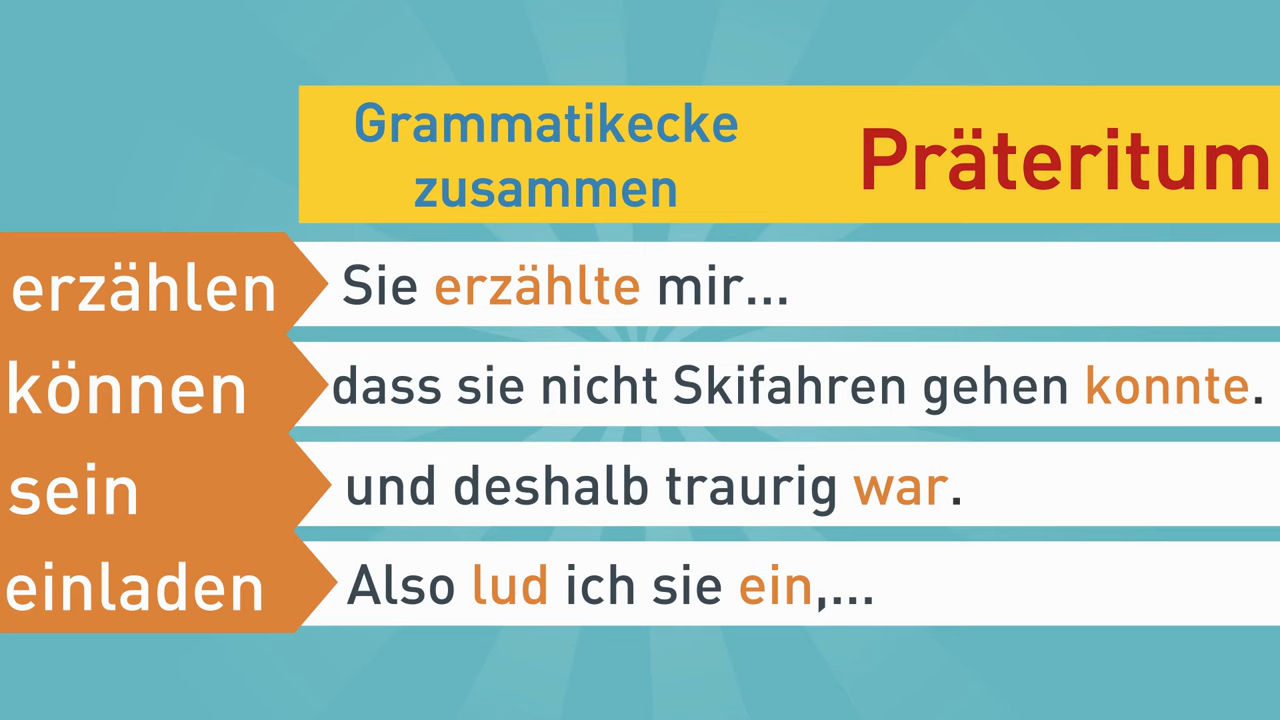 Grammatikecke
zusammen
Präteritum
erzählen
Sie erzählte mir...
können
dass sie nicht Skifahren gehen konnte.
sein
und deshalb traurig war.
einladen
Also lud ich sie ein,...